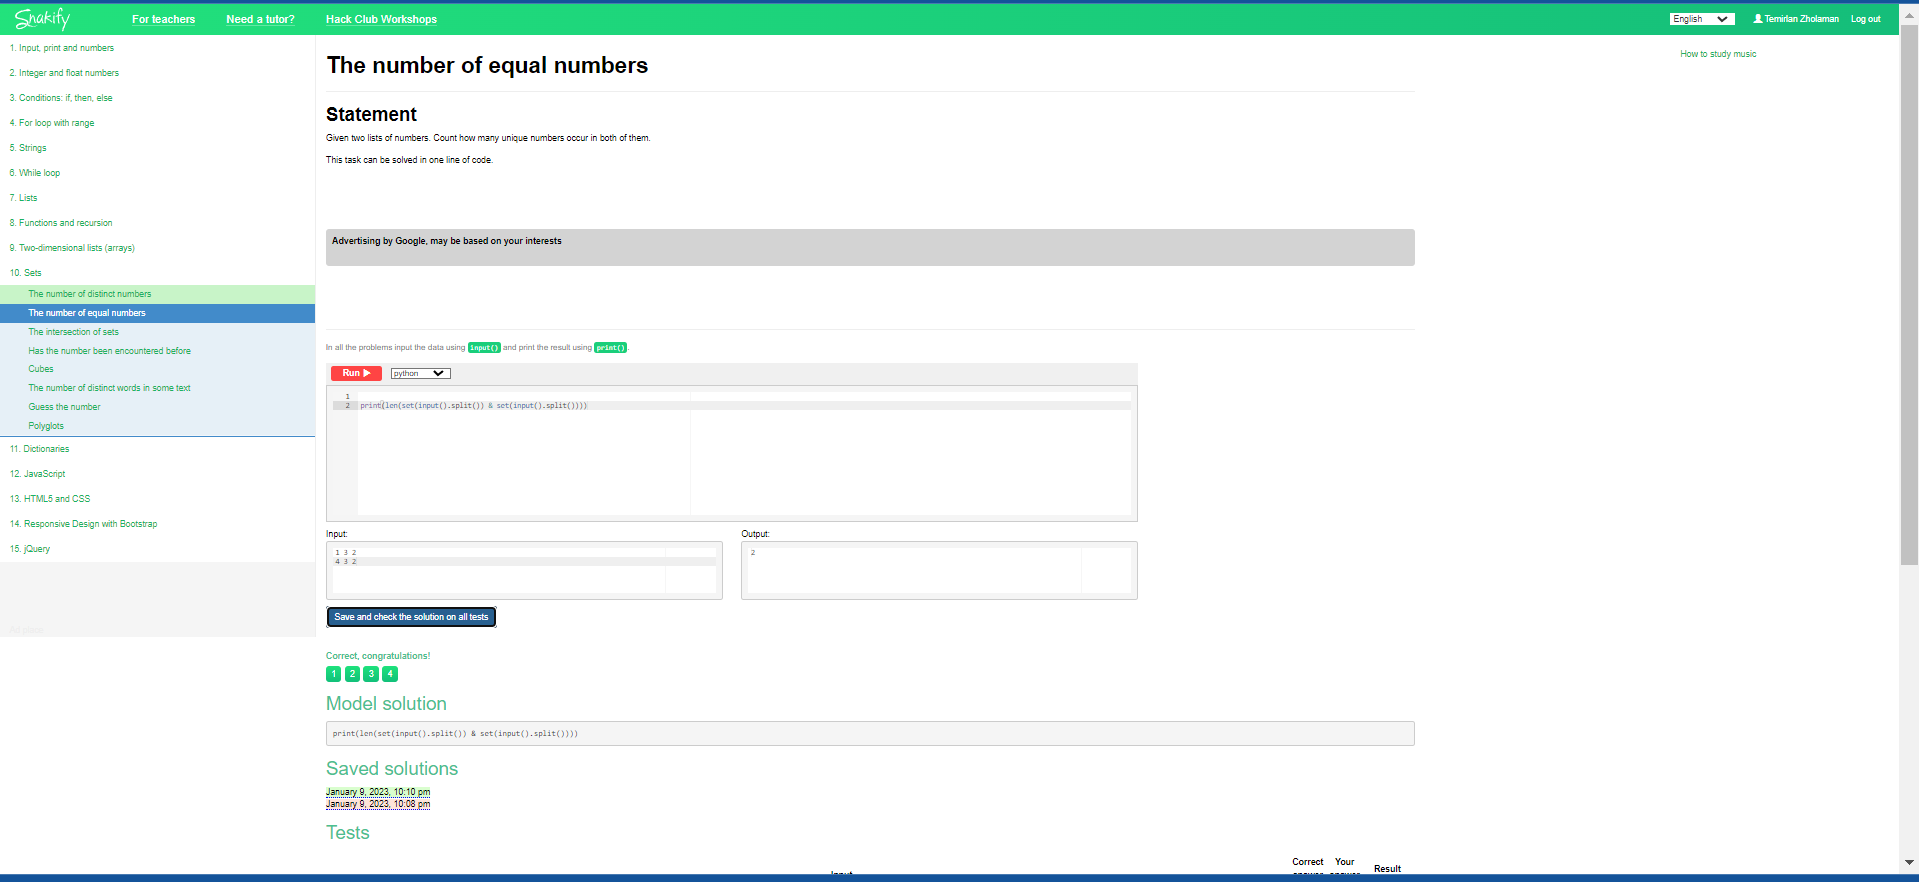 Snakify
For teachers
Need a tutor?
Hack Club Workshops
English
Temirlan Zholaman
Log out
1. Input, print and numbers
2. Integer and float numbers
3. Conditions: if, then, else
4. For loop with range
5. Strings
6. While loop
7. Lists
8. Functions and recursion
9. Two-dimensional lists (arrays)
10. Sets
The number of distinct numbers
The number of equal numbers
The intersection of sets
Has the number been encountered before
Cubes
The number of distinct words in some text
Guess the number
Polyglots
11. Dictionaries
12. JavaScript
13. HTML5 and CSS
14. Responsive Design with Bootstrap
15. jQuery
The number of equal numbers
How to study music
Statement
Given two lists of numbers. Count how many unique numbers occur in both of them.
This task can be solved in one line of code.
Advertising by Google, may be based on your interests
In all the problems input the data using input() and print the result using print()
Run
python
1
2 print(len(set(input().split()) & set(input().split())))
Input:
1 3 2
4 3 2
Output:
2
Save and check the solution on all tests
Correct, congratulations!
1 2 3 4
Model solution
print(len(set(input().split()) & set(input().split())))
Saved solutions
January 9, 2023, 10:10 pm
January 9, 2023, 10:08 pm
Tests
Input
Correct answer
Your answer
Result